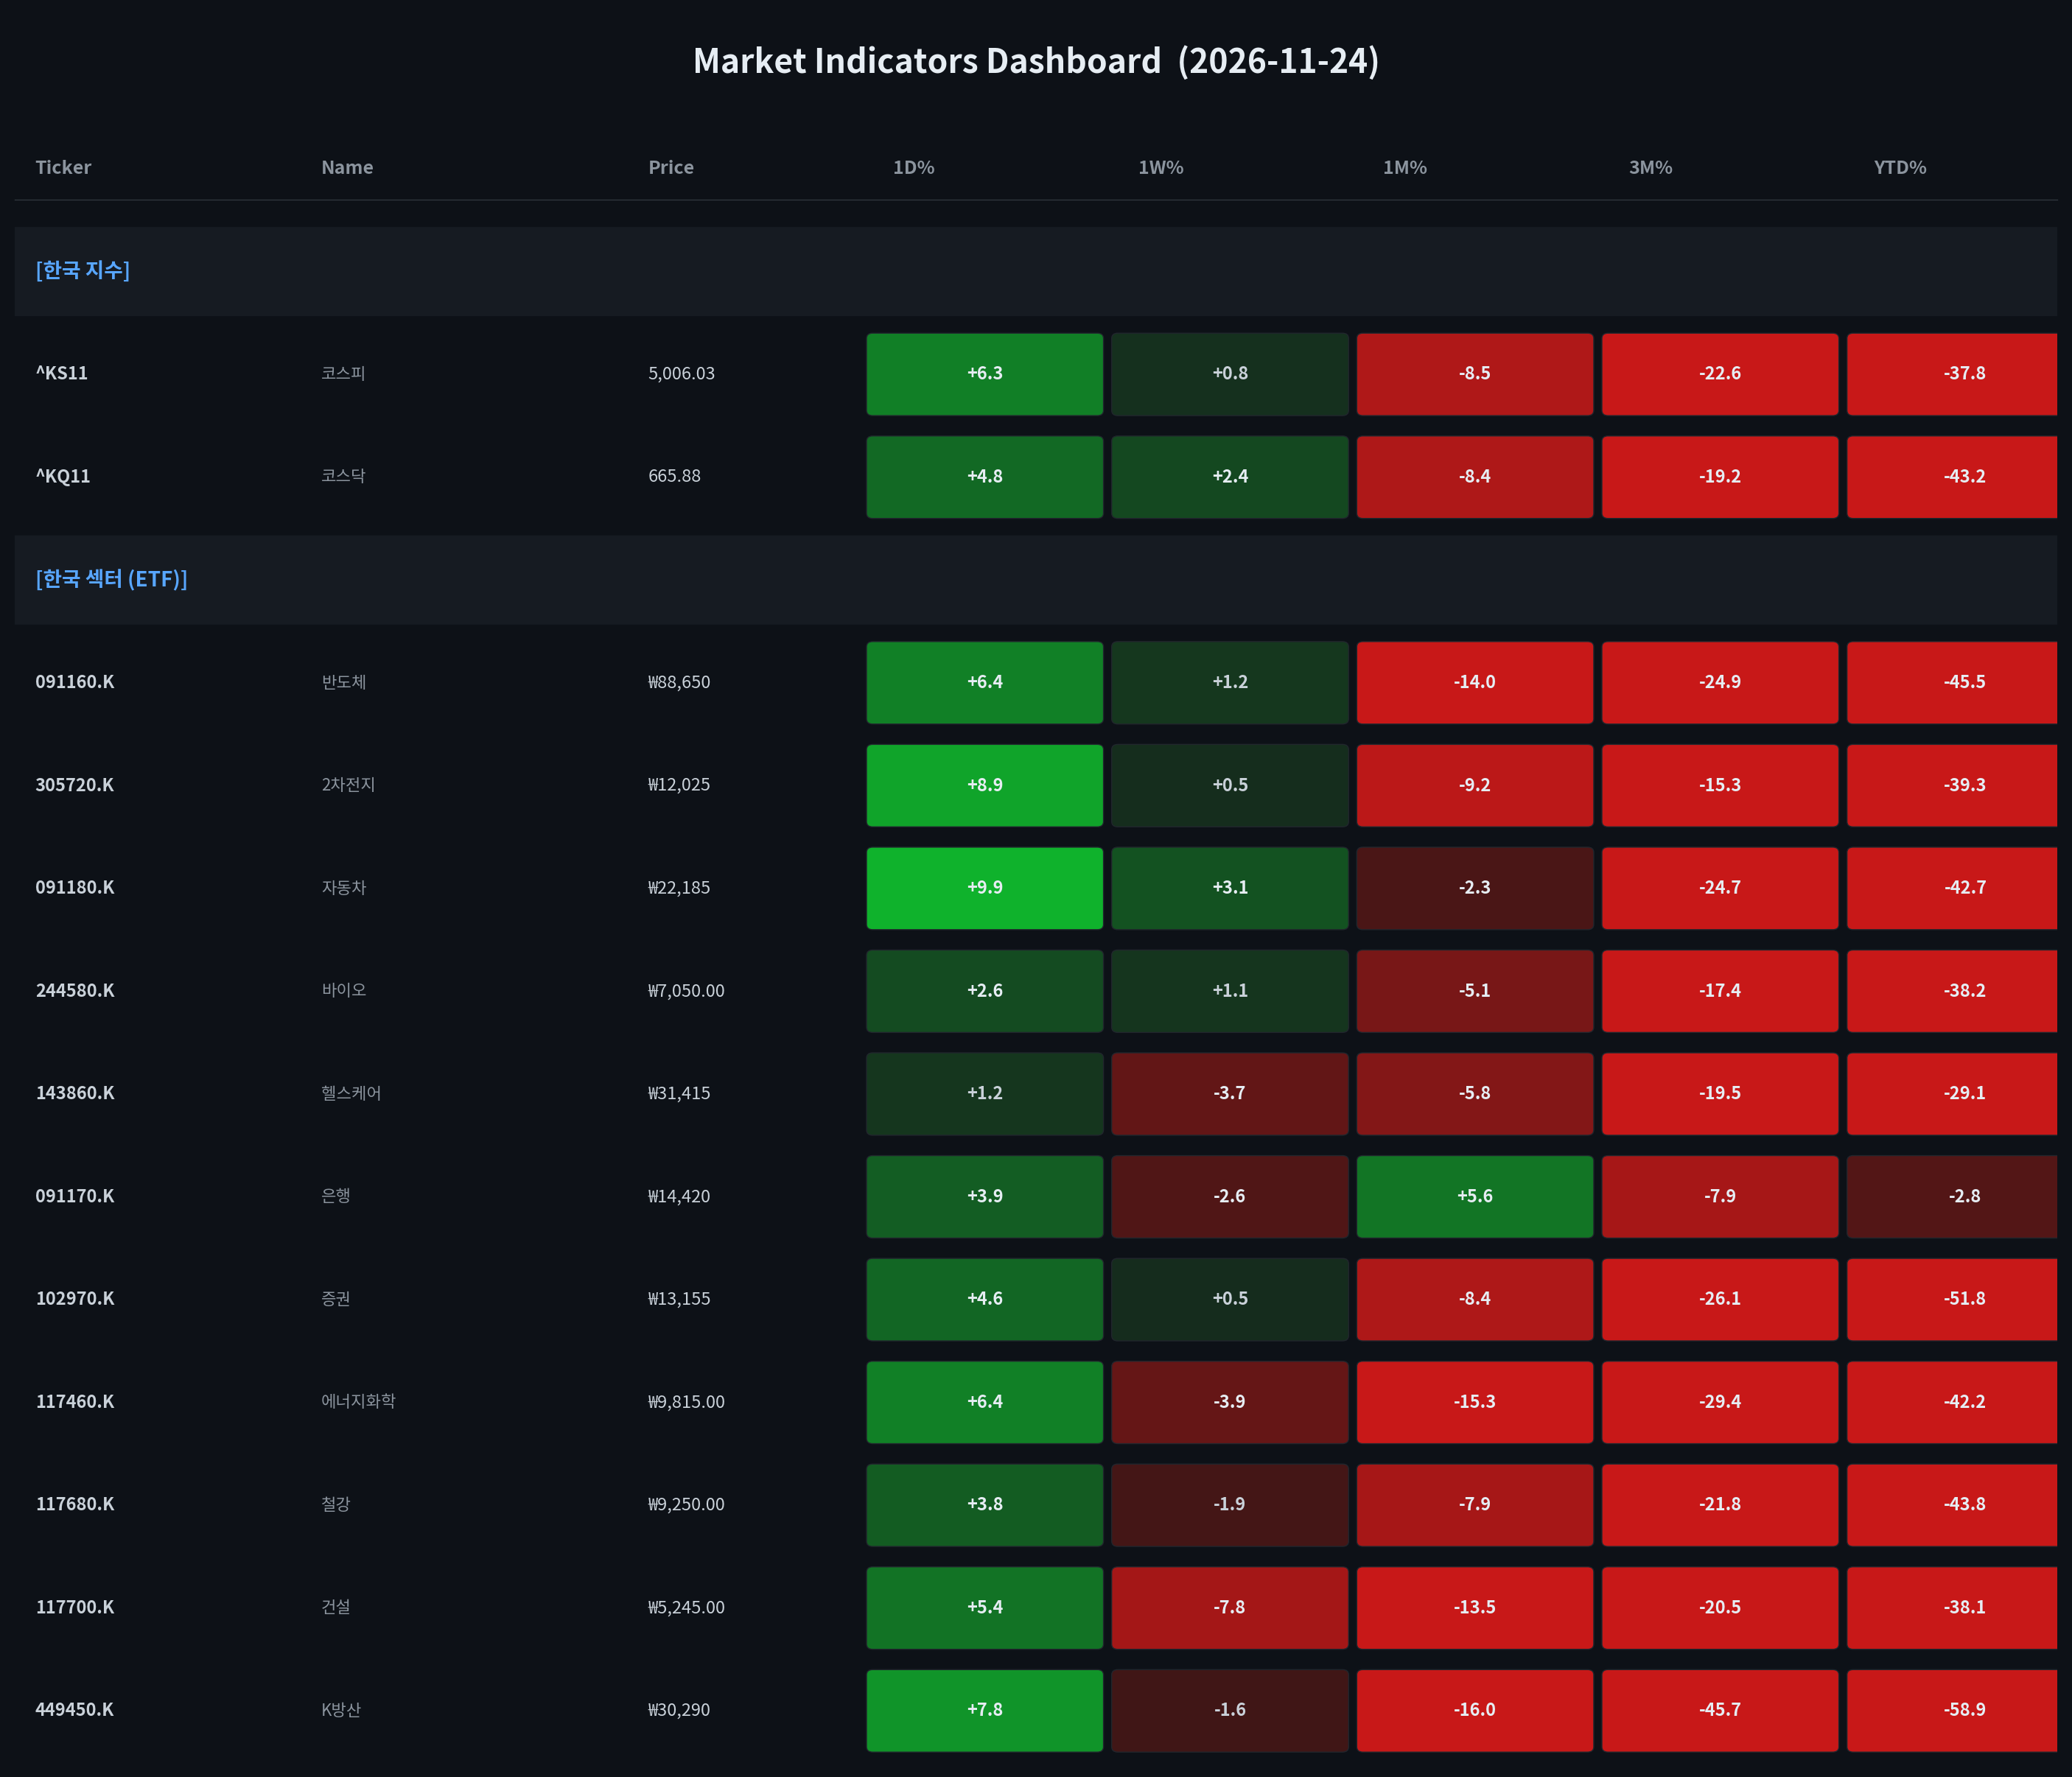 Market Indicators Dashboard (2026-11-24)
Ticker Name Price 1D% 1W% 1M% 3M% YTD%
[한국 지수]
^KS11 코스피 5,006.03 +6.3 +0.8 -8.5 -22.6 -37.8
^KQ11 코스닥 665.88 +4.8 +2.4 -8.4 -19.2 -43.2
[한국 섹터 (ETF)]
091160.K 반도체 ₩88,650 +6.4 +1.2 -14.0 -24.9 -45.5
305720.K 2차전지 ₩12,025 +8.9 +0.5 -9.2 -15.3 -39.3
091180.K 자동차 ₩22,185 +9.9 +3.1 -2.3 -24.7 -42.7
244580.K 바이오 ₩7,050.00 +2.6 +1.1 -5.1 -17.4 -38.2
143860.K 헬스케어 ₩31,415 +1.2 -3.7 -5.8 -19.5 -29.1
091170.K 은행 ₩14,420 +3.9 -2.6 +5.6 -7.9 -2.8
102970.K 증권 ₩13,155 +4.6 +0.5 -8.4 -26.1 -51.8
117460.K 에너지화학 ₩9,815.00 +6.4 -3.9 -15.3 -29.4 -42.2
117680.K 철강 ₩9,250.00 +3.8 -1.9 -7.9 -21.8 -43.8
117700.K 건설 ₩5,245.00 +5.4 -7.8 -13.5 -20.5 -38.1
449450.K K방산 ₩30,290 +7.8 -1.6 -16.0 -45.7 -58.9